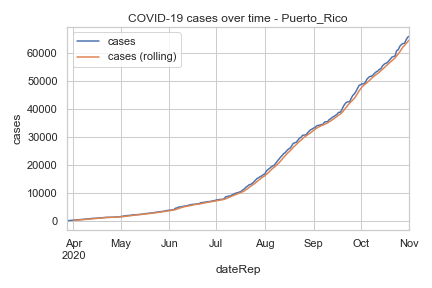 COVID-19 cases over time - Puerto_Rico
cases
cases (rolling)
60000
50000
40000
30000
20000
10000
0
cases
Apr
2020
May
Jun
Jul
Aug
Sep
Oct
Nov
dateRep